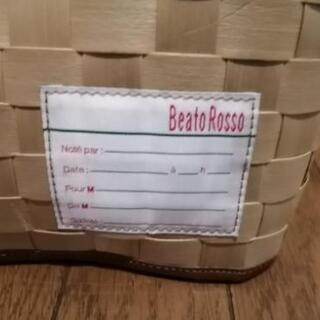 Beato Rosso
Noté par :
Date : à h
Pour M
De M